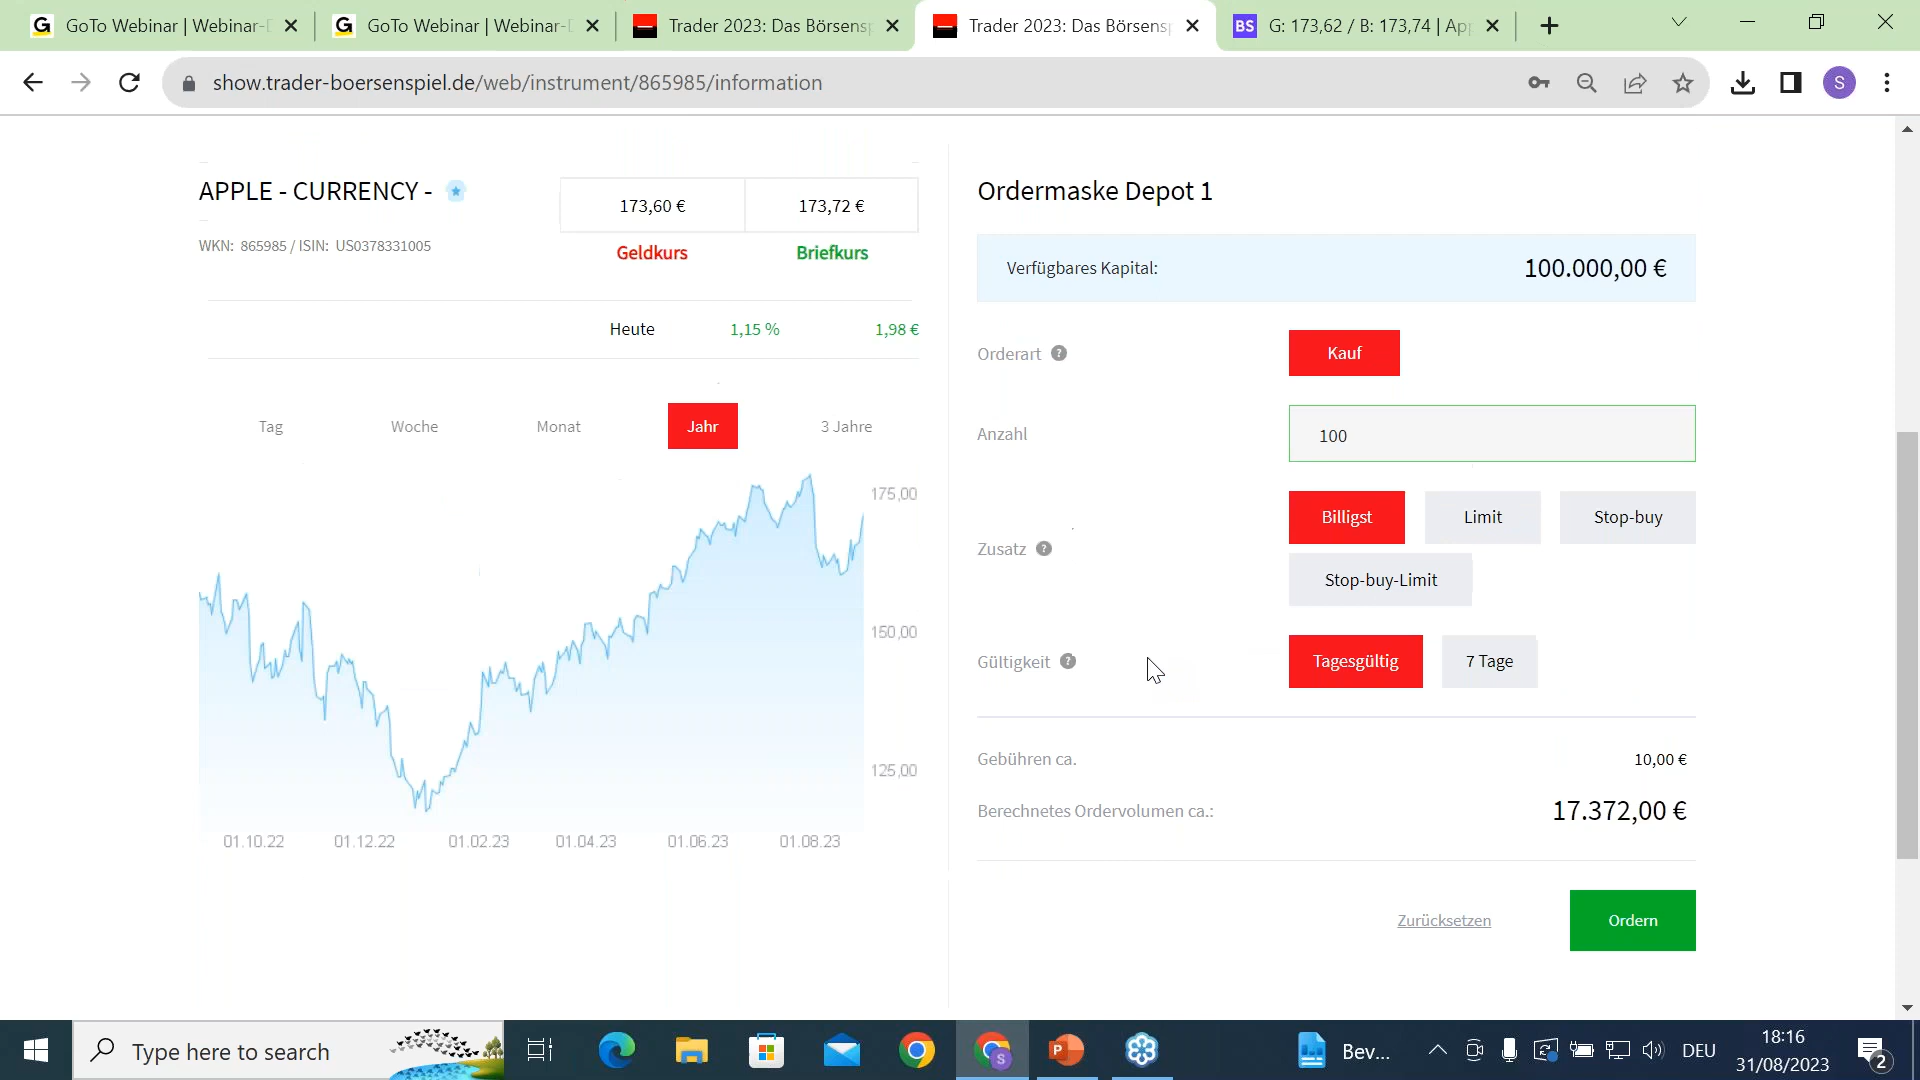 GoTo Webinar | Webinar-
GoTo Webinar | Webinar-
Trader 2023: Das Börsensp
Trader 2023: Das Börsensp
BS G: 173,62 / B: 173,74 | Ap
show.trader-boersenspiel.de/web/instrument/865985/information
S
APPLE - CURRENCY -
173,60 €
173,72 €
Geldkurs
Briefkurs
WKN: 865985 / ISIN: US0378331005
Heute 1,15 % 1,98 €
Tag Woche Monat Jahr 3 Jahre
175,00
150,00
125,00
01.10.22 01.12.22 01.02.23 01.04.23 01.06.23 01.08.23
Ordermaske Depot 1
Verfügbares Kapital: 100.000,00 €
Orderart ? Kauf
Anzahl 100
Zusatz ?
Billigst Limit Stop-buy
Stop-buy-Limit
Gültigkeit ? Tagesgültig 7 Tage
Gebühren ca. 10,00 €
Berechnetes Ordervolumen ca.: 17.372,00 €
Zurücksetzen Ordern
Type here to search
Bev...
DEU
18:16
31/08/2023
2